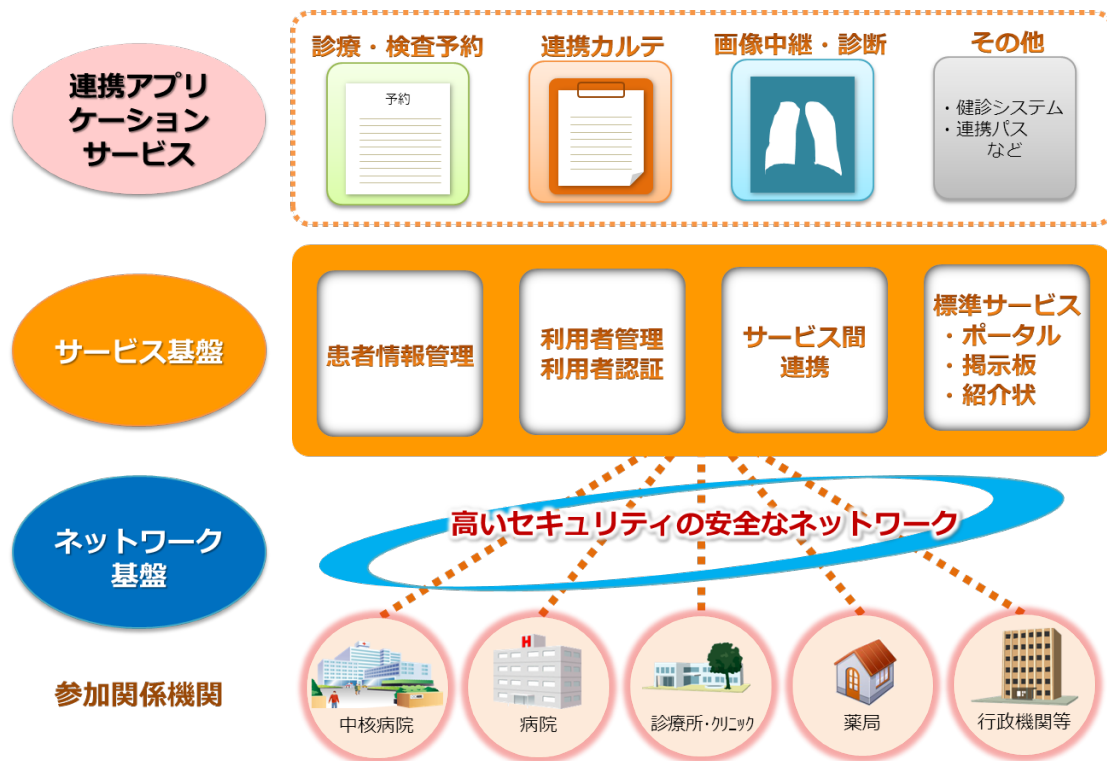 連携アプリ
ケーション
サービス
診療・検査予約
連携カルテ
画像中継・診断
その他
予約
・健診システム
・連携パス
など
サービス基盤
患者情報管理
利用者管理
利用者認証
サービス間
連携
標準サービス
・ポータル
・掲示板
・紹介状
ネットワーク
基盤
高いセキュリティの安全なネットワーク
参加関係機関
中核病院
H
病院
診療所・クリニック
薬局
行政機関等